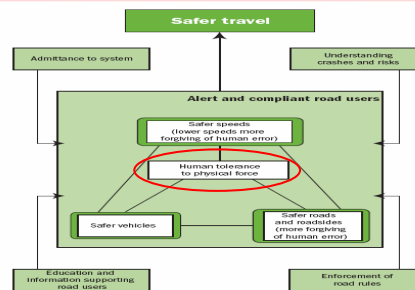 Safer travel
Admittance to system
Understanding
crashes and risks
Alert and compliant road users
Safer speeds
(lower speeds more
forgiving of human error)
Human tolerance
to physical force
Safer vehicles
Safer roads
and roadsides
(more forgiving
of human error)
Education and
information supporting
road users
Enforcement of
road rules